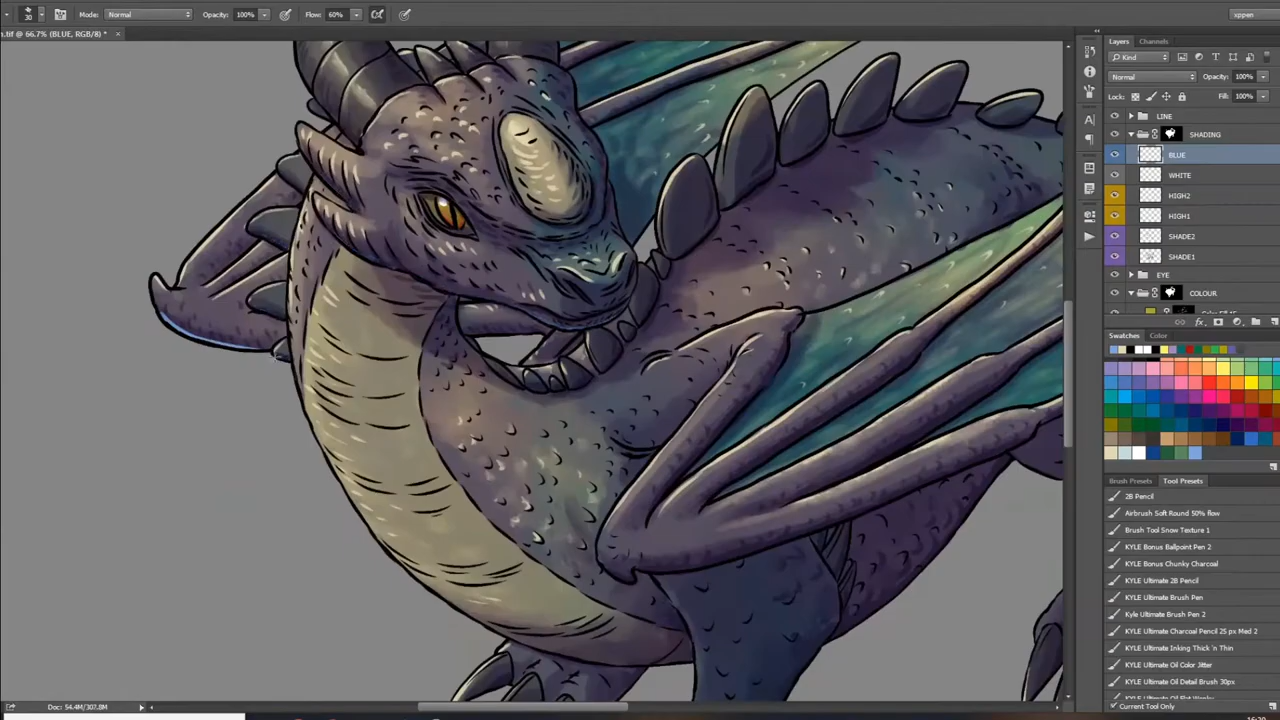 30 Mode: Normal Opacity: 100% Flow: 60% xppen
n.tif @ 66.7% (BLUE, RGB/8) * ×
Layers Channels
Kind
Normal Opacity: 100%
Lock: Fill: 100%
LINE
SHADING
BLUE
WHITE
HIGH2
HIGH1
SHADE2
SHADE1
EYE
COLOUR
Swatches Color
Brush Presets Tool Presets
2B Pencil
Airbrush Soft Round 50% flow
Brush Tool Snow Texture 1
KYLE Bonus Ballpoint Pen 2
KYLE Bonus Chunky Charcoal
KYLE Ultimate 2B Pencil
KYLE Ultimate Brush Pen
Kyle Ultimate Brush Pen 2
KYLE Ultimate Charcoal Pencil 25 px Med 2
KYLE Ultimate Inking Thick 'n Thin
KYLE Ultimate Oil Color Jitter
KYLE Ultimate Oil Detail Brush 30px
Current Tool Only
Doc: 54.4M/307.8M